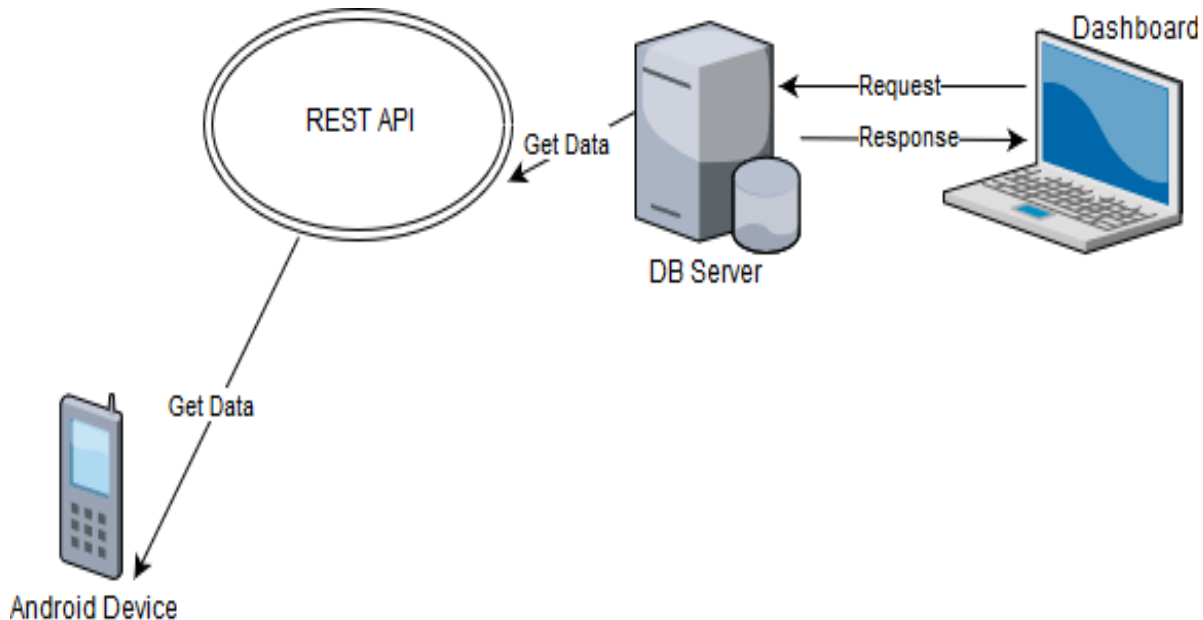 Dashboard
REST API
Request
Get Data
Response
DB Server
Get Data
Android Device